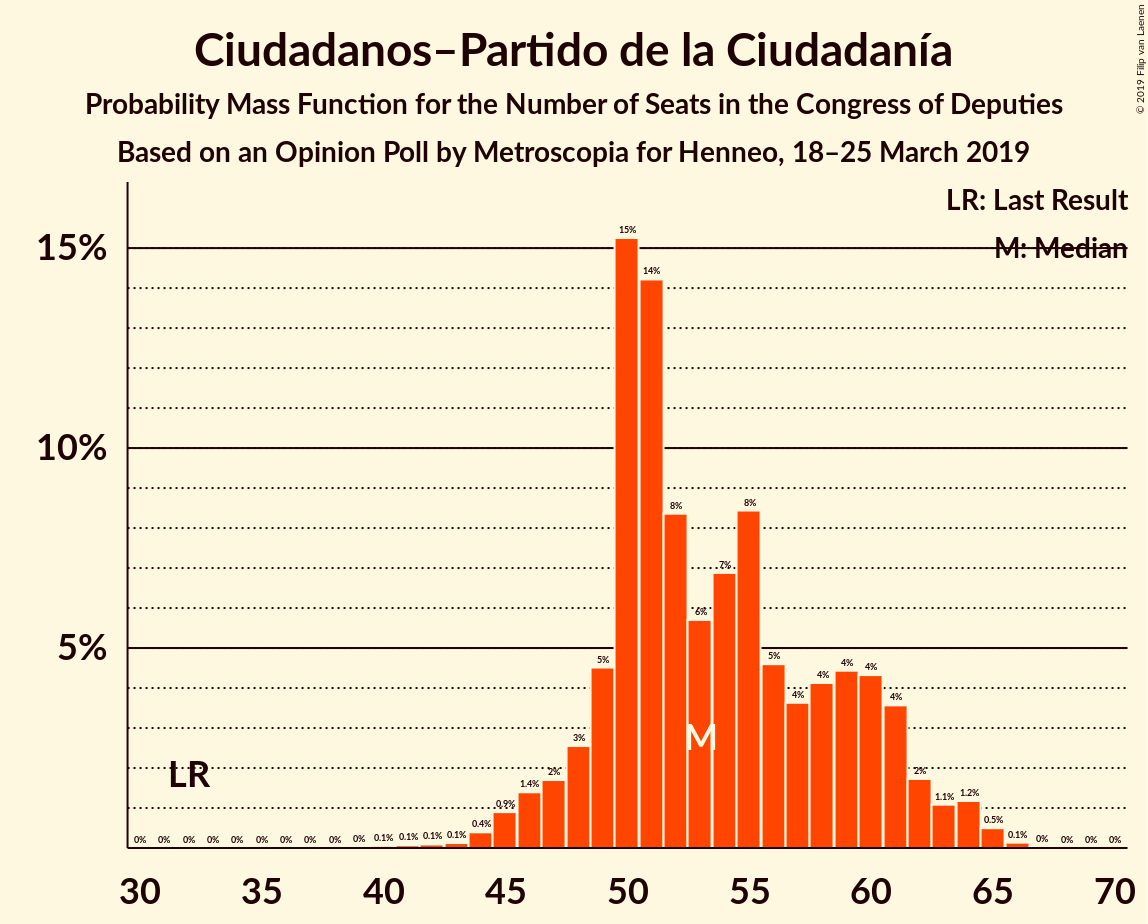 Ciudadanos–Partido de la Ciudadanía
Probability Mass Function for the Number of Seats in the Congress of Deputies
Based on an Opinion Poll by Metroscopia for Henneo, 18–25 March 2019
© 2019 Filip van Laenen
LR: Last Result
M: Median
15%
10%
5%
0% 0% 0% 0% 0% 0% 0% 0% 0% 0% 0.1% 0.1% 0.1% 0.1% 0.4% 0.9% 1.4% 2% 3% 5% 15% 14% 8% 6% 7% 8% 5% 4% 4% 4% 4% 4% 2% 1.1% 1.2% 0.5% 0.1% 0% 0% 0% 0%
LR
M
30 35 40 45 50 55 60 65 70